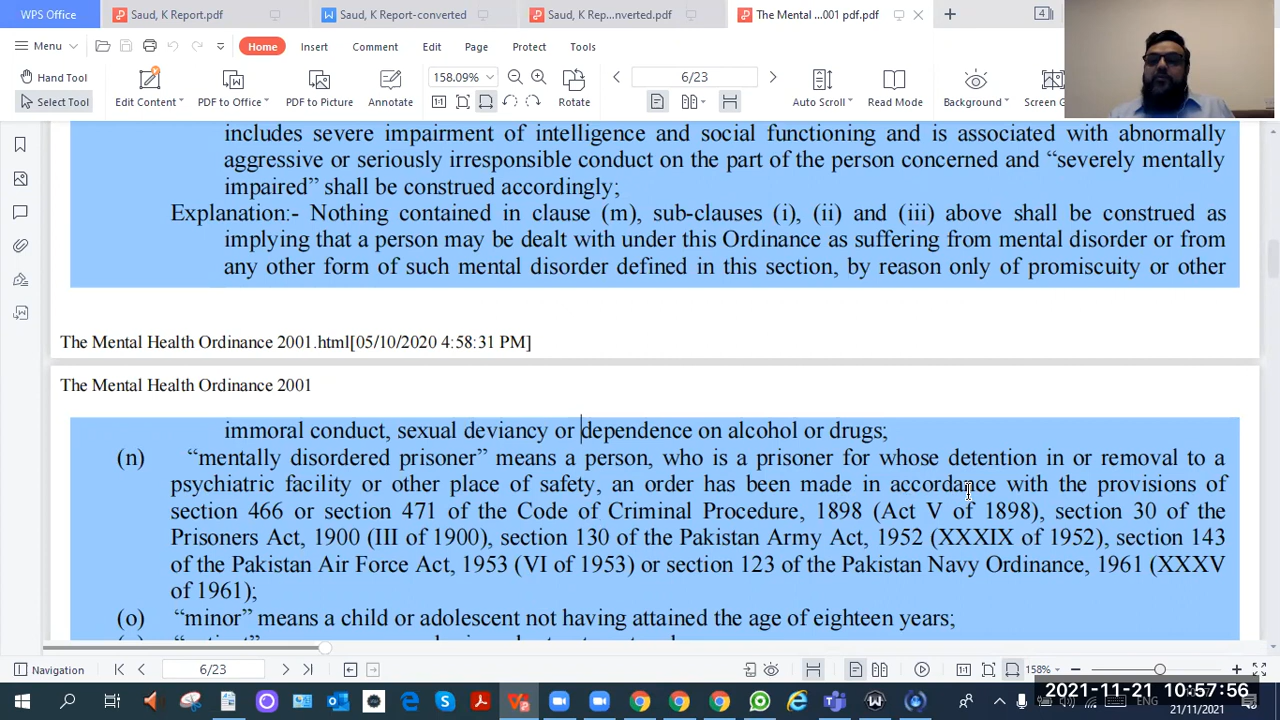 WPS Office
Saud, K Report.pdf
Saud, K Report-converted
Saud, K Rep...nverted.pdf
The Mental ...001 pdf.pdf
4
Menu
Home
Insert
Comment
Edit
Page
Protect
Tools
Hand Tool
Select Tool
Edit Content
PDF to Office
PDF to Picture
Annotate
158.09%
Rotate
6/23
Auto Scroll
Read Mode
Background
Screen G
includes severe impairment of intelligence and social functioning and is associated with abnormally
aggressive or seriously irresponsible conduct on the part of the person concerned and “severely mentally
impaired” shall be construed accordingly;
Explanation:- Nothing contained in clause (m), sub-clauses (i), (ii) and (iii) above shall be construed as
implying that a person may be dealt with under this Ordinance as suffering from mental disorder or from
any other form of such mental disorder defined in this section, by reason only of promiscuity or other
The Mental Health Ordinance 2001.html[05/10/2020 4:58:31 PM]
The Mental Health Ordinance 2001
immoral conduct, sexual deviancy or dependence on alcohol or drugs;
(n) “mentally disordered prisoner” means a person, who is a prisoner for whose detention in or removal to a
psychiatric facility or other place of safety, an order has been made in accordance with the provisions of
section 466 or section 471 of the Code of Criminal Procedure, 1898 (Act V of 1898), section 30 of the
Prisoners Act, 1900 (III of 1900), section 130 of the Pakistan Army Act, 1952 (XXXIX of 1952), section 143
of the Pakistan Air Force Act, 1953 (VI of 1953) or section 123 of the Pakistan Navy Ordinance, 1961 (XXXV
of 1961);
(o) “minor” means a child or adolescent not having attained the age of eighteen years;
Navigation
6/23
158%
2021-11-21 10:57:56
ENG
21/11/2021